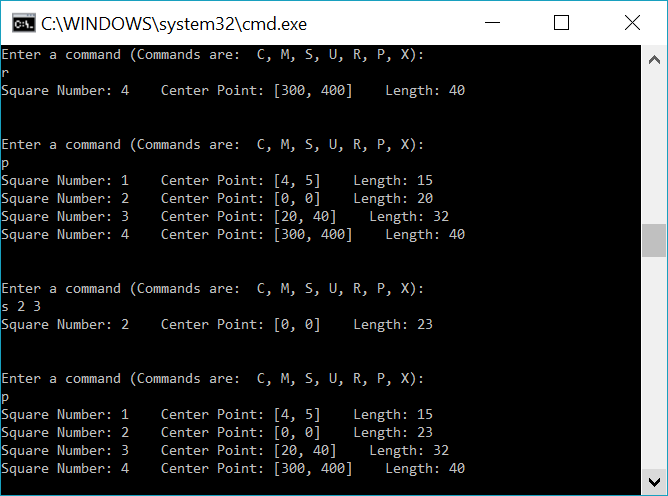 C:\WINDOWS\system32\cmd.exe
Enter a command (Commands are:  C, M, S, U, R, P, X):
r
Square Number: 4    Center Point: [300, 400]    Length: 40
Enter a command (Commands are:  C, M, S, U, R, P, X):
p
Square Number: 1    Center Point: [4, 5]    Length: 15
Square Number: 2    Center Point: [0, 0]    Length: 20
Square Number: 3    Center Point: [20, 40]    Length: 32
Square Number: 4    Center Point: [300, 400]    Length: 40
Enter a command (Commands are:  C, M, S, U, R, P, X):
s 2 3
Square Number: 2    Center Point: [0, 0]    Length: 23
Enter a command (Commands are:  C, M, S, U, R, P, X):
p
Square Number: 1    Center Point: [4, 5]    Length: 15
Square Number: 2    Center Point: [0, 0]    Length: 23
Square Number: 3    Center Point: [20, 40]    Length: 32
Square Number: 4    Center Point: [300, 400]    Length: 40